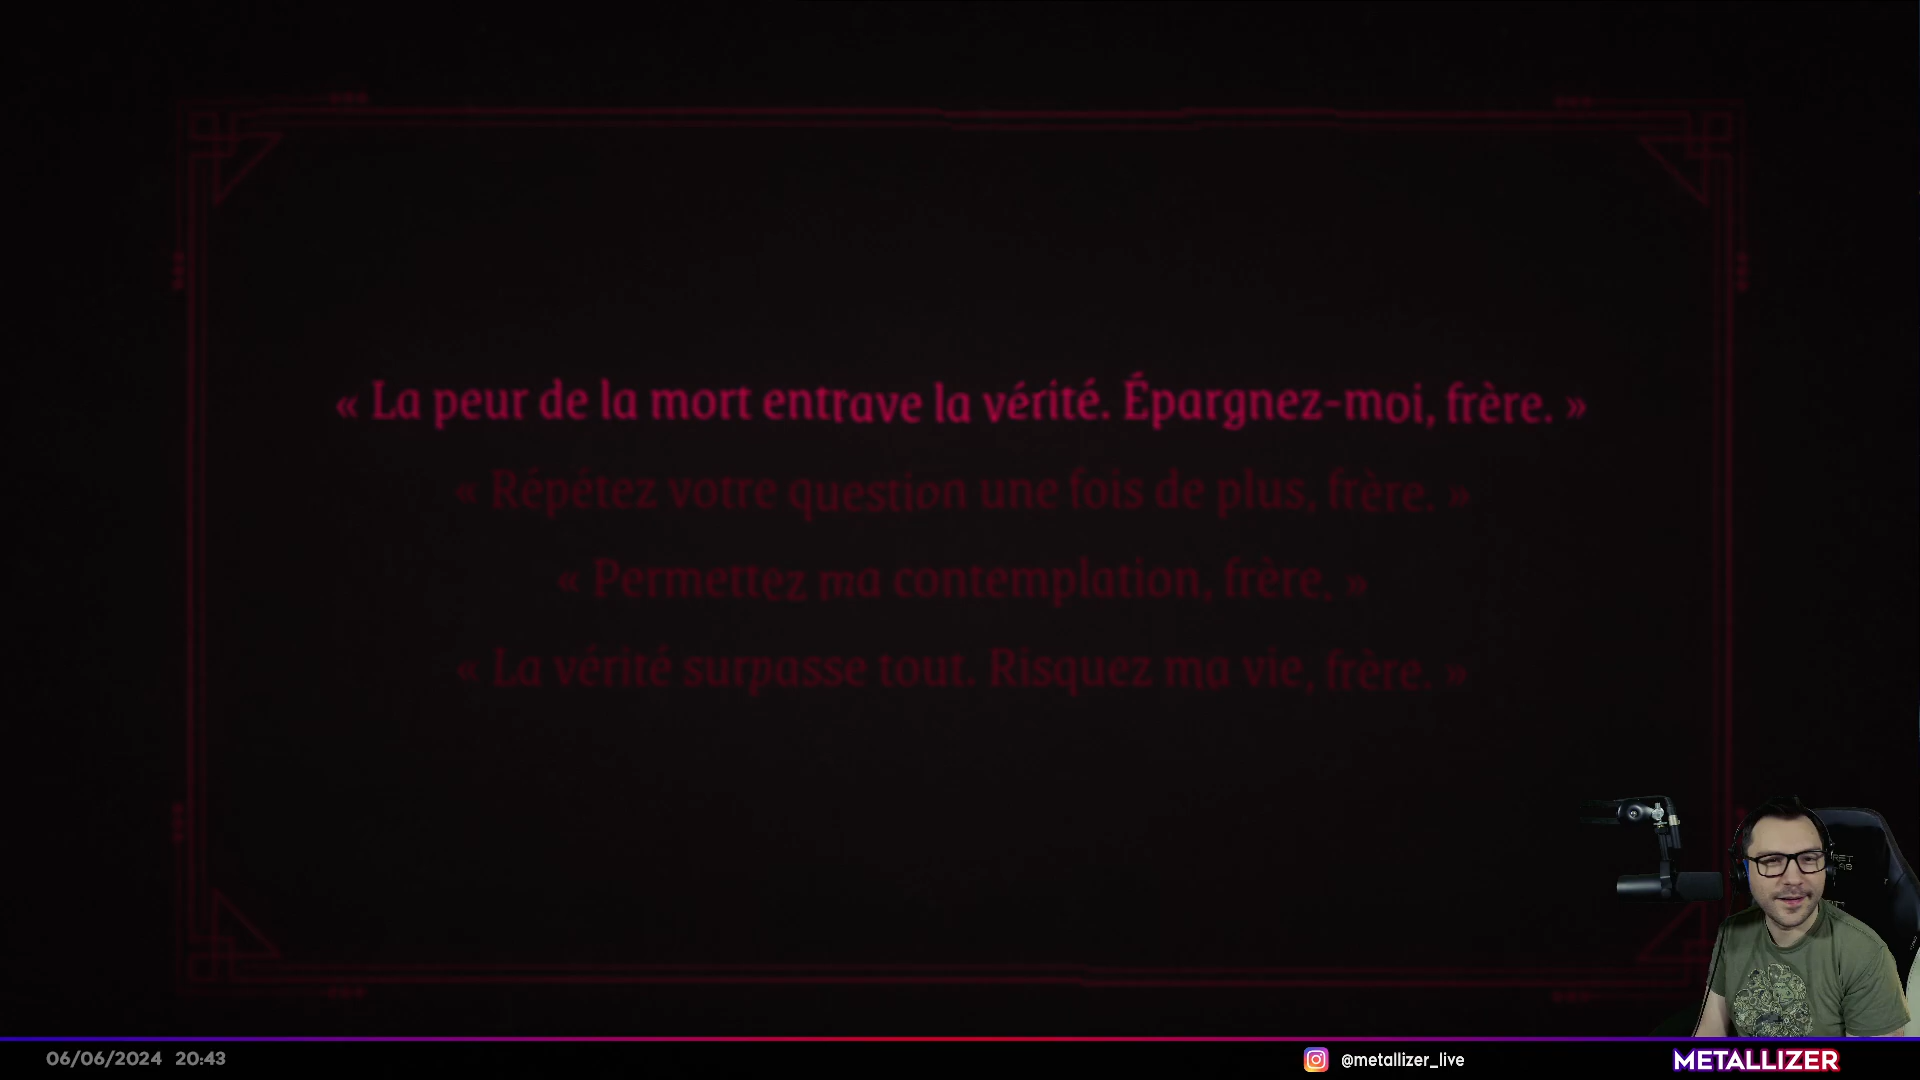 « La peur de la mort entrave la vérité. Épargnez-moi, frère. »
« Répétez votre question une fois de plus, frère. »
« Permettez ma contemplation, frère. »
« La vérité surpasse tout. Risquez ma vie, frère. »
06/06/2024 20:43
@metallizer_live
METALLIZER